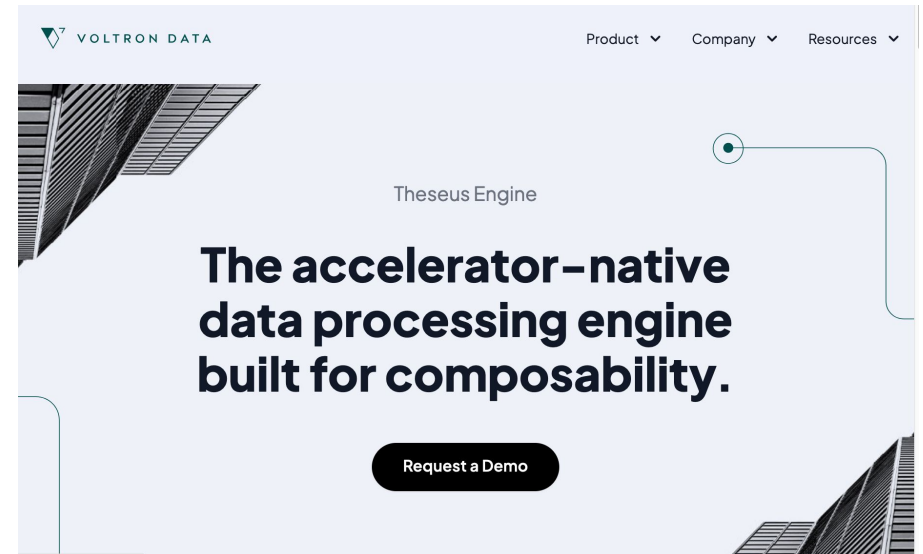 VOLTRON DATA
Product
Company
Resources
Theseus Engine
The accelerator-native
data processing engine
built for composability.
Request a Demo